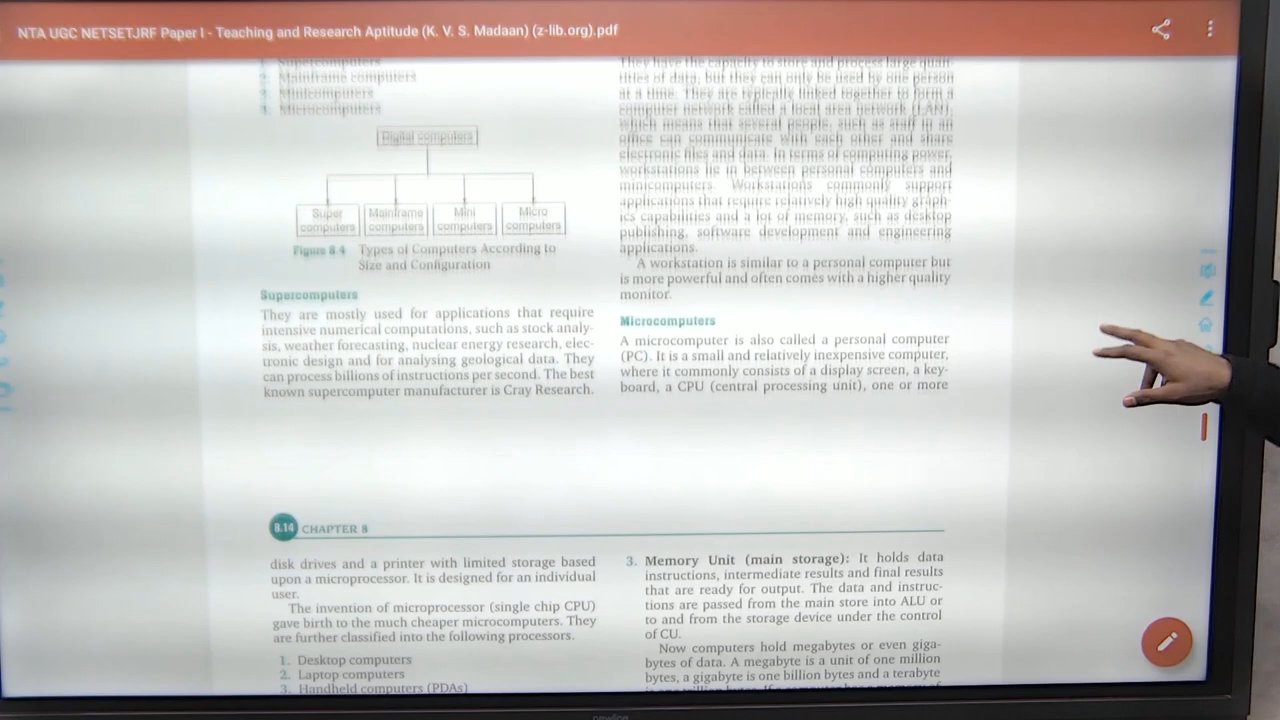 NTA UGC NETSETJRF Paper I - Teaching and Research Aptitude (K. V. S. Madaan) (z-lib.org).pdf
1. Supercomputers
2. Mainframe computers
3. Minicomputers
4. Microcomputers
Digital computers
Super computers
Mainframe computers
Mini computers
Micro computers
Figure 8.4 Types of Computers According to
Size and Configuration
Supercomputers
They are mostly used for applications that require
intensive numerical computations, such as stock analy-
sis, weather forecasting, nuclear energy research, elec-
tronic design and for analysing geological data. They
can process billions of instructions per second. The best
known supercomputer manufacturer is Cray Research.
They have the capacity to store and process large quan-
tities of data, but they can only be used by one person
at a time. They are typically linked together to form a
computer network called a local area network (LAN),
which means that several people, such as staff in an
office can communicate with each other and share
electronic files and data. In terms of computing power,
workstations lie in between personal computers and
minicomputers. Workstations commonly support
applications that require relatively high quality graph-
ics capabilities and a lot of memory, such as desktop
publishing, software development and engineering
applications.
A workstation is similar to a personal computer but
is more powerful and often comes with a higher quality
monitor.
Microcomputers
A microcomputer is also called a personal computer
(PC). It is a small and relatively inexpensive computer,
where it commonly consists of a display screen, a key-
board, a CPU (central processing unit), one or more
8.14 CHAPTER 8
disk drives and a printer with limited storage based
upon a microprocessor. It is designed for an individual
user.
The invention of microprocessor (single chip CPU)
gave birth to the much cheaper microcomputers. They
are further classified into the following processors.
1. Desktop computers
2. Laptop computers
3. Handheld computers (PDAs)
3. Memory Unit (main storage): It holds data
instructions, intermediate results and final results
that are ready for output. The data and instruc-
tions are passed from the main store into ALU or
to and from the storage device under the control
of CU.
Now computers hold megabytes or even giga-
bytes of data. A megabyte is a unit of one million
bytes, a gigabyte is one billion bytes and a terabyte
newline